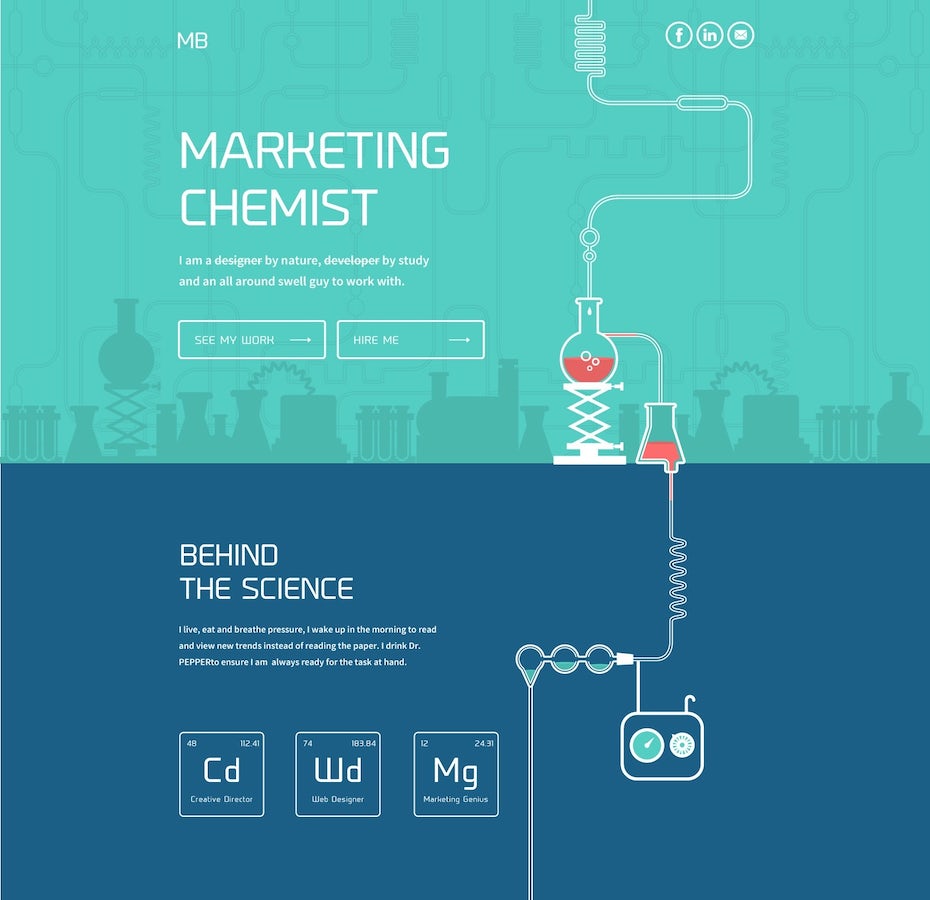 MB
MARKETING
CHEMIST
I am a designer by nature, developer by study
and an all around swell guy to work with.
SEE MY WORK
HIRE ME
BEHIND
THE SCIENCE
I live, eat and breathe pressure, I wake up in the morning to read
and view new trends instead of reading the paper. I drink Dr.
PEPPERto ensure I am always ready for the task at hand.
48 112.41
Cd
Creative Director
74 183.84
Wd
Web Designer
12 24.31
Mg
Marketing Genius